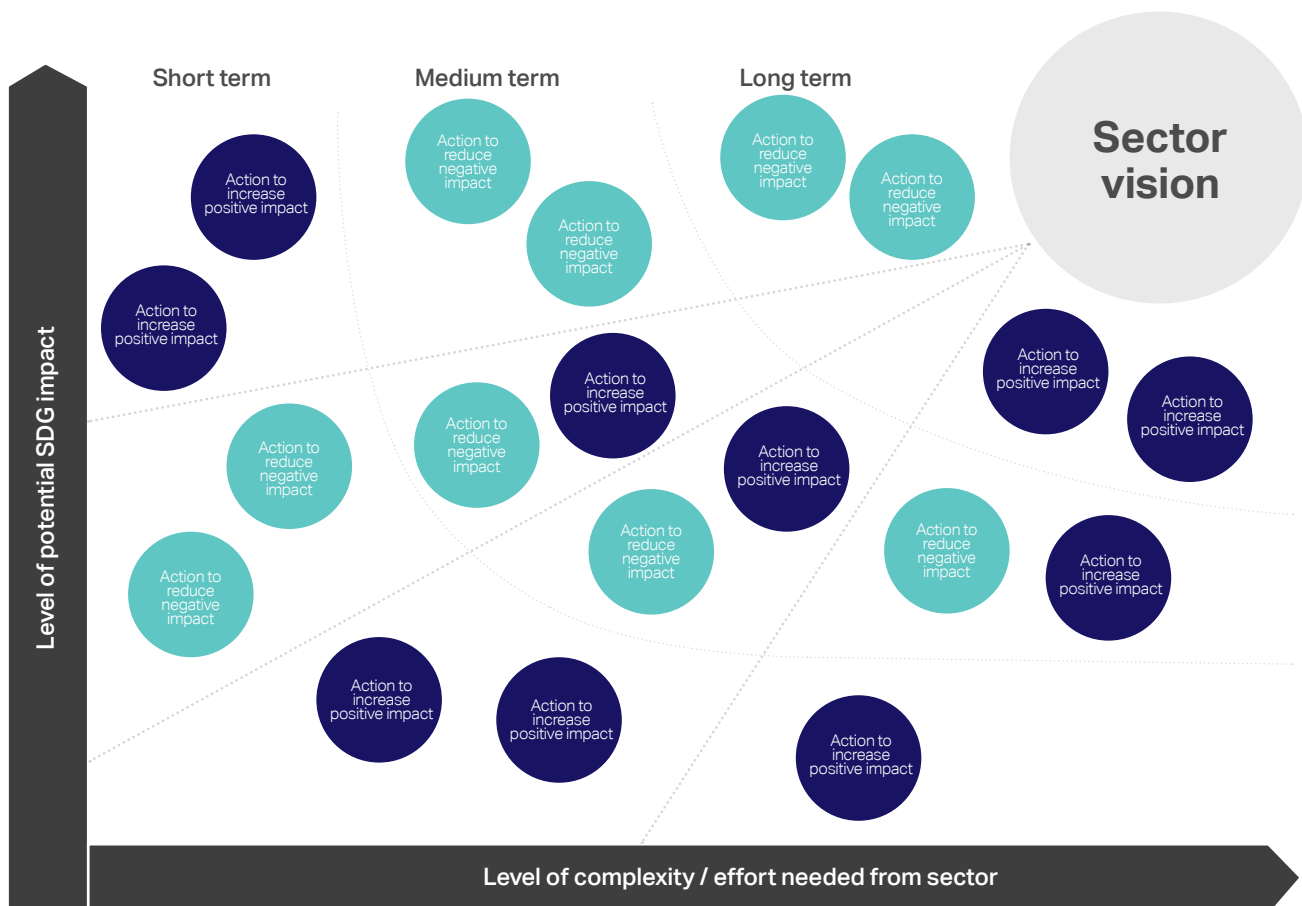 Short term
Medium term
Long term
Sector
vision
Action to
reduce
negative
impact
Action to
reduce
negative
impact
Action to
increase
positive impact
Action to
reduce
negative
impact
Action to
reduce
negative
impact
Action to
increase
positive impact
Action to
increase
positive impact
Action to
increase
positive impact
Action to
increase
positive impact
Action to
reduce
negative
impact
Action to
reduce
negative
impact
Action to
increase
positive impact
Action to
reduce
negative
impact
Action to
reduce
negative
impact
Action to
increase
positive impact
Action to
reduce
negative
impact
Action to
increase
positive impact
Action to
increase
positive impact
Action to
increase
positive impact
Level of potential SDG impact
Level of complexity / effort needed from sector